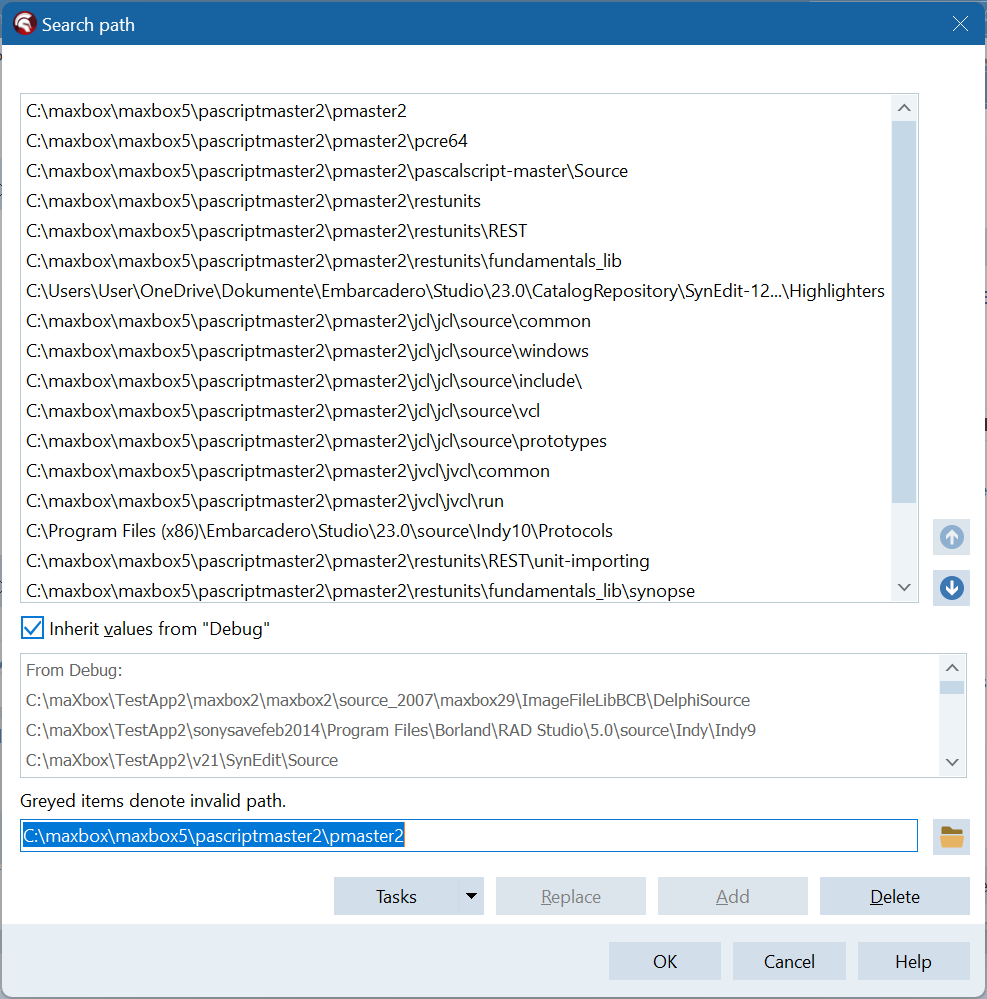 Search path
C:\maxbox\maxbox5\pascriptmaster2\pmaster2
C:\maxbox\maxbox5\pascriptmaster2\pmaster2\pcre64
C:\maxbox\maxbox5\pascriptmaster2\pmaster2\pascalscript-master\Source
C:\maxbox\maxbox5\pascriptmaster2\pmaster2\restunits
C:\maxbox\maxbox5\pascriptmaster2\pmaster2\restunits\REST
C:\maxbox\maxbox5\pascriptmaster2\pmaster2\restunits\fundamentals_lib
C:\Users\User\OneDrive\Dokumente\Embarcadero\Studio\23.0\CatalogRepository\SynEdit-12...\Highlighters
C:\maxbox\maxbox5\pascriptmaster2\pmaster2\jcl\jcl\source\common
C:\maxbox\maxbox5\pascriptmaster2\pmaster2\jcl\jcl\source\windows
C:\maxbox\maxbox5\pascriptmaster2\pmaster2\jcl\jcl\source\include\
C:\maxbox\maxbox5\pascriptmaster2\pmaster2\jcl\jcl\source\vcl
C:\maxbox\maxbox5\pascriptmaster2\pmaster2\jcl\jcl\source\prototypes
C:\maxbox\maxbox5\pascriptmaster2\pmaster2\jvcl\jvcl\common
C:\maxbox\maxbox5\pascriptmaster2\pmaster2\jvcl\jvcl\run
C:\Program Files (x86)\Embarcadero\Studio\23.0\source\Indy10\Protocols
C:\maxbox\maxbox5\pascriptmaster2\pmaster2\restunits\REST\unit-importing
C:\maxbox\maxbox5\pascriptmaster2\pmaster2\restunits\fundamentals_lib\synopse
Inherit values from "Debug"
From Debug:
C:\maXbox\TestApp2\maxbox2\maxbox2\source_2007\maxbox29\ImageFileLibBCB\DelphiSource
C:\maXbox\TestApp2\sonysavefeb2014\Program Files\Borland\RAD Studio\5.0\source\Indy\Indy9
C:\maXbox\TestApp2\v21\SynEdit\Source
Greyed items denote invalid path.
C:\maxbox\maxbox5\pascriptmaster2\pmaster2
Tasks Replace Add Delete
OK Cancel Help